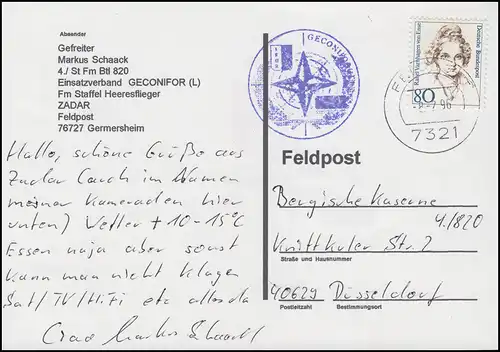 Absender
Gefreiter
Markus Schaack
4./ St Fm Btl 820
Einsatzverband GECONIFOR (L)
Fm Staffel Heeresflieger
ZADAR
Feldpost
76727 Germersheim
Hallo, schöne Grüße aus
Zadar (auch im Namen
meiner Kameraden hier
unten) Wetter + 10-15°C
Essen naja aber sonst
kann man nicht klagen
Sat/TV/HiFi etc alles da
Ciao Markus Schaack
GECONIFOR
Deutsche Bundespost
80
96
7321
Feldpost
Bergische Kaserne
4./820
Knittkuler Str. 2
Straße und Hausnummer
40629 Düsseldorf
Postleitzahl Bestimmungsort